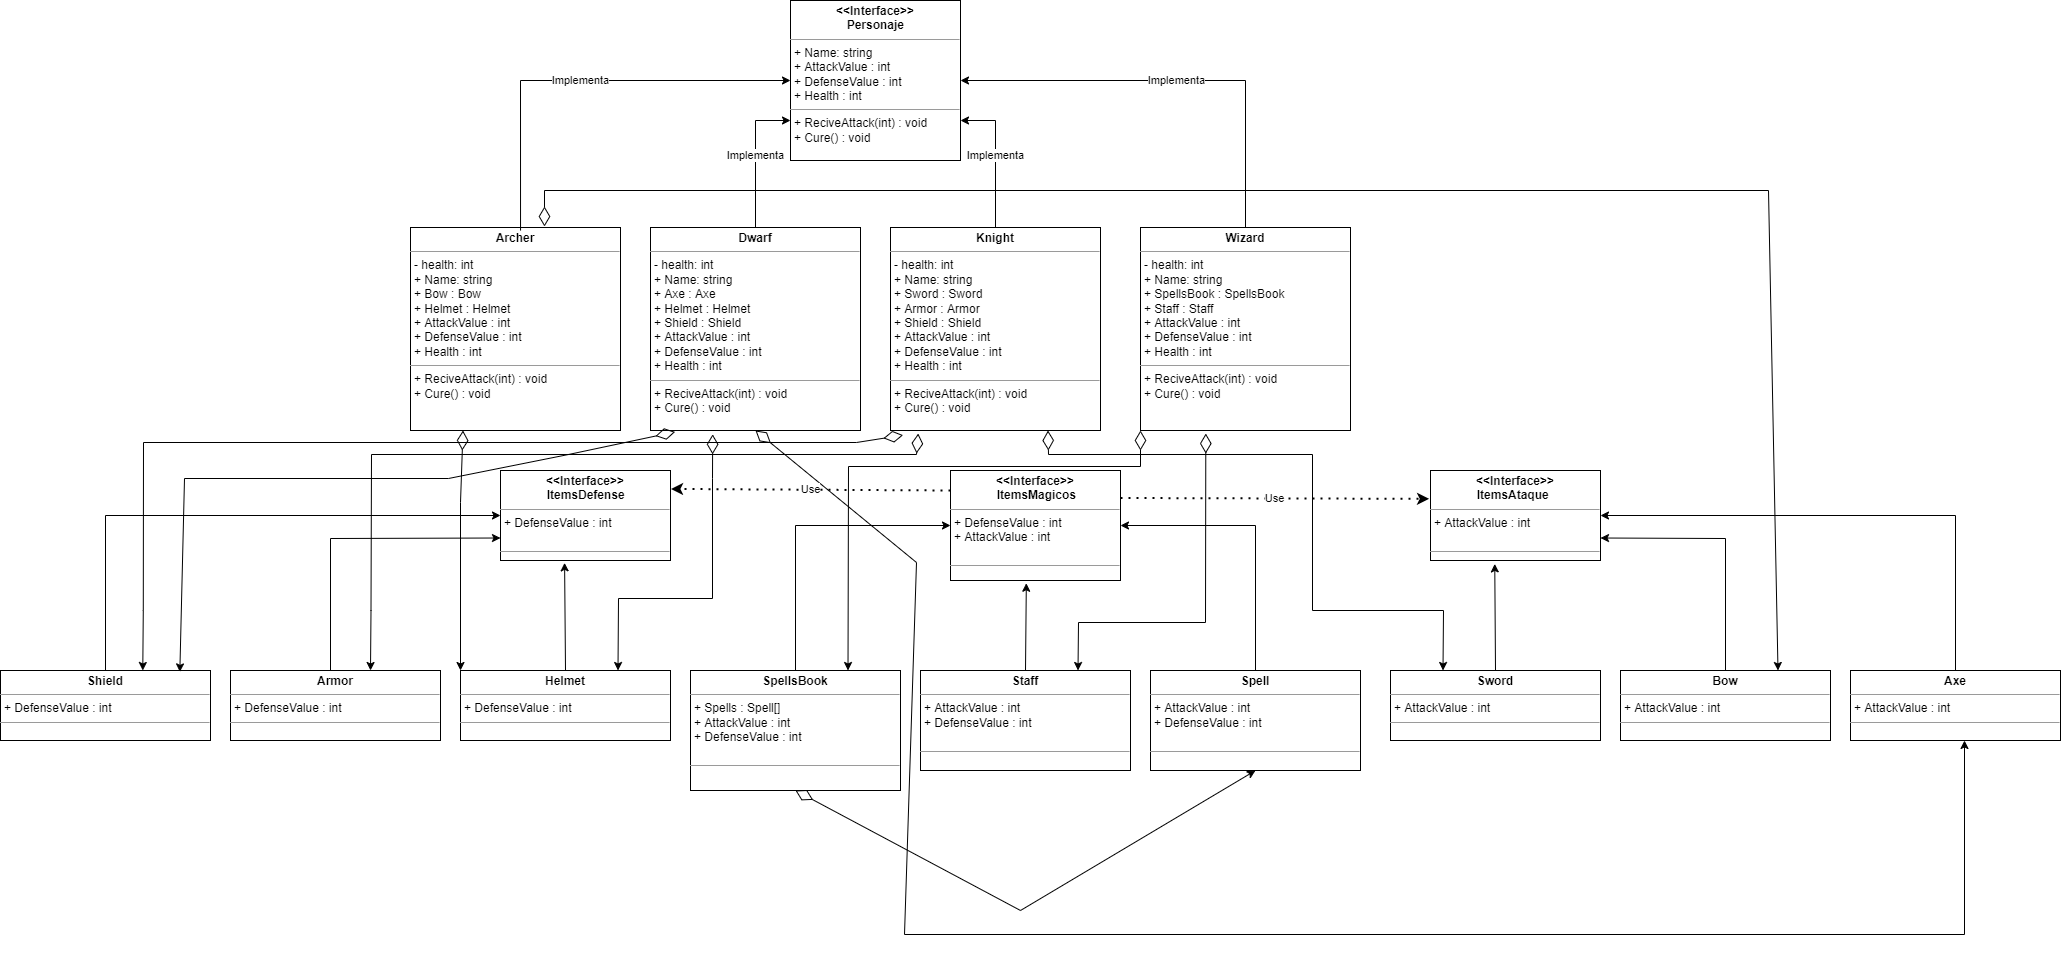 <<Interface>>
Personaje
+ Name: string
+ AttackValue : int
+ DefenseValue : int
+ Health : int
+ ReciveAttack(int) : void
+ Cure() : void
Implementa
Implementa
Implementa
Implementa
Archer
- health: int
+ Name: string
+ Bow : Bow
+ Helmet : Helmet
+ AttackValue : int
+ DefenseValue : int
+ Health : int
+ ReciveAttack(int) : void
+ Cure() : void
Dwarf
- health: int
+ Name: string
+ Axe : Axe
+ Helmet : Helmet
+ Shield : Shield
+ AttackValue : int
+ DefenseValue : int
+ Health : int
+ ReciveAttack(int) : void
+ Cure() : void
Knight
- health: int
+ Name: string
+ Sword : Sword
+ Armor : Armor
+ Shield : Shield
+ AttackValue : int
+ DefenseValue : int
+ Health : int
+ ReciveAttack(int) : void
+ Cure() : void
Wizard
- health: int
+ Name: string
+ SpellsBook : SpellsBook
+ Staff : Staff
+ AttackValue : int
+ DefenseValue : int
+ Health : int
+ ReciveAttack(int) : void
+ Cure() : void
<<Interface>>
ItemsDefense
+ DefenseValue : int
Use
<<Interface>>
ItemsMagicos
+ DefenseValue : int
+ AttackValue : int
Use
<<Interface>>
ItemsAtaque
+ AttackValue : int
Shield
+ DefenseValue : int
Armor
+ DefenseValue : int
Helmet
+ DefenseValue : int
SpellsBook
+ Spells : Spell[]
+ AttackValue : int
+ DefenseValue : int
Staff
+ AttackValue : int
+ DefenseValue : int
Spell
+ AttackValue : int
+ DefenseValue : int
Sword
+ AttackValue : int
Bow
+ AttackValue : int
Axe
+ AttackValue : int